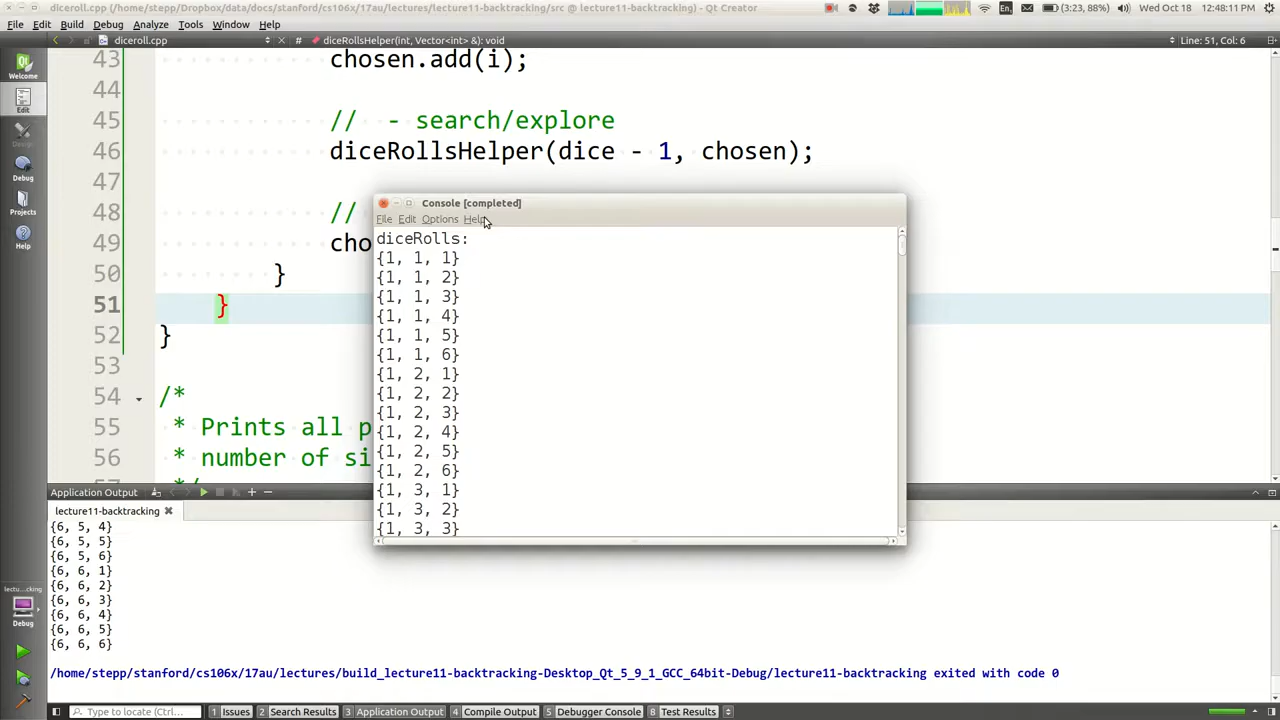 diceroll.cpp (/home/stepp/Dropbox/data/docs/stanford/cs106x/17au/lectures/lecture11-backtracking/src @ lecture11-backtracking) - Qt Creator
En
(3:23, 88%)
Wed Oct 18 12:48:11 PM
File Edit Build Debug Analyze Tools Window Help
diceroll.cpp
#
diceRollsHelper(int, Vector<int> &): void
Line: 51, Col: 6
Qt
Welcome
Edit
Design
Debug
Projects
Help
43 chosen.add(i);
44
45 // - search/explore
46 diceRollsHelper(dice - 1, chosen);
47
48 //
49 cho
50 }
51 }
52 }
53
54 /*
55 * Prints all p
56 * number of si
Console [completed]
File Edit Options Help
diceRolls:
{1, 1, 1}
{1, 1, 2}
{1, 1, 3}
{1, 1, 4}
{1, 1, 5}
{1, 1, 6}
{1, 2, 1}
{1, 2, 2}
{1, 2, 3}
{1, 2, 4}
{1, 2, 5}
{1, 2, 6}
{1, 3, 1}
{1, 3, 2}
{1, 3, 3}
Application Output
lecture11-backtracking
{6, 5, 4}
{6, 5, 5}
{6, 5, 6}
{6, 6, 1}
{6, 6, 2}
{6, 6, 3}
{6, 6, 4}
{6, 6, 5}
{6, 6, 6}
/home/stepp/stanford/cs106x/17au/lectures/build_lecture11-backtracking-Desktop_Qt_5_9_1_GCC_64bit-Debug/lecture11-backtracking exited with code 0
lectu...cking
Debug
Type to locate (Ctrl+...
1 Issues 2 Search Results 3 Application Output 4 Compile Output 5 Debugger Console 8 Test Results